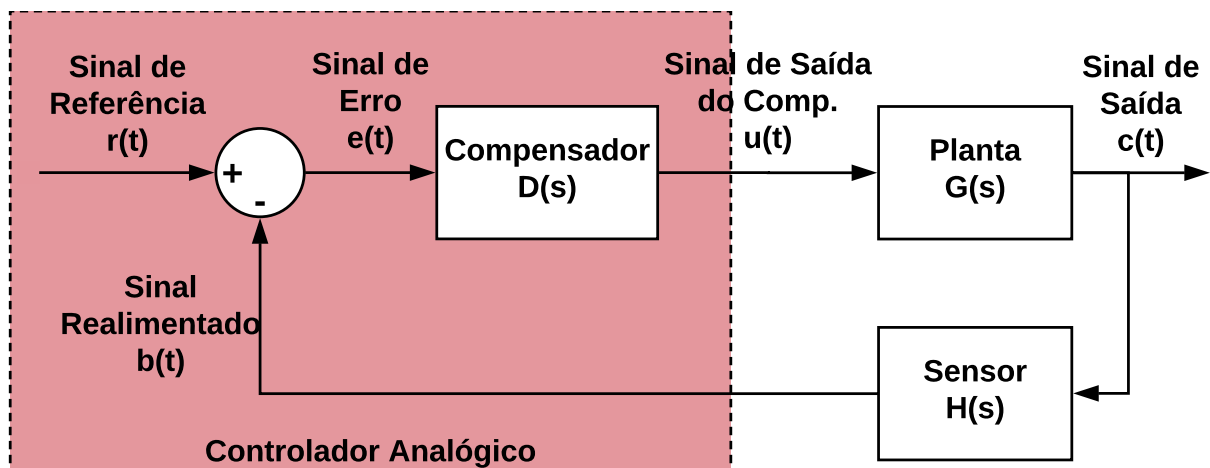 Sinal de
Referência
r(t)
Sinal de
Erro
e(t)
Sinal de Saída
do Comp.
u(t)
Sinal de
Saída
c(t)
+
-
Compensador
D(s)
Planta
G(s)
Sinal
Realimentado
b(t)
Sensor
H(s)
Controlador Analógico